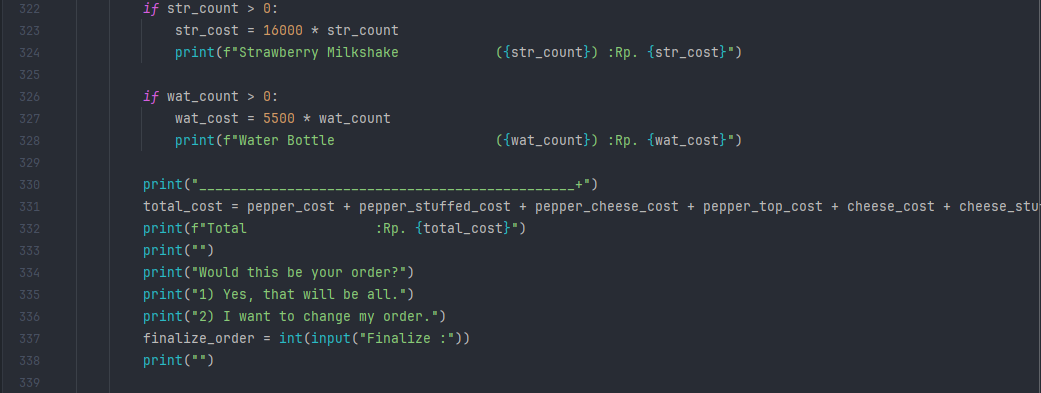 322 if str_count > 0:
323 str_cost = 16000 * str_count
324 print(f"Strawberry Milkshake            ({str_count}) :Rp. {str_cost}")
325
326 if wat_count > 0:
327 wat_cost = 5500 * wat_count
328 print(f"Water Bottle                    ({wat_count}) :Rp. {wat_cost}")
329
330 print("_______________________________________________+")
331 total_cost = pepper_cost + pepper_stuffed_cost + pepper_cheese_cost + pepper_top_cost + cheese_cost + cheese_stu
332 print(f"Total                :Rp. {total_cost}")
333 print("")
334 print("Would this be your order?")
335 print("1) Yes, that will be all.")
336 print("2) I want to change my order.")
337 finalize_order = int(input("Finalize :"))
338 print("")
339